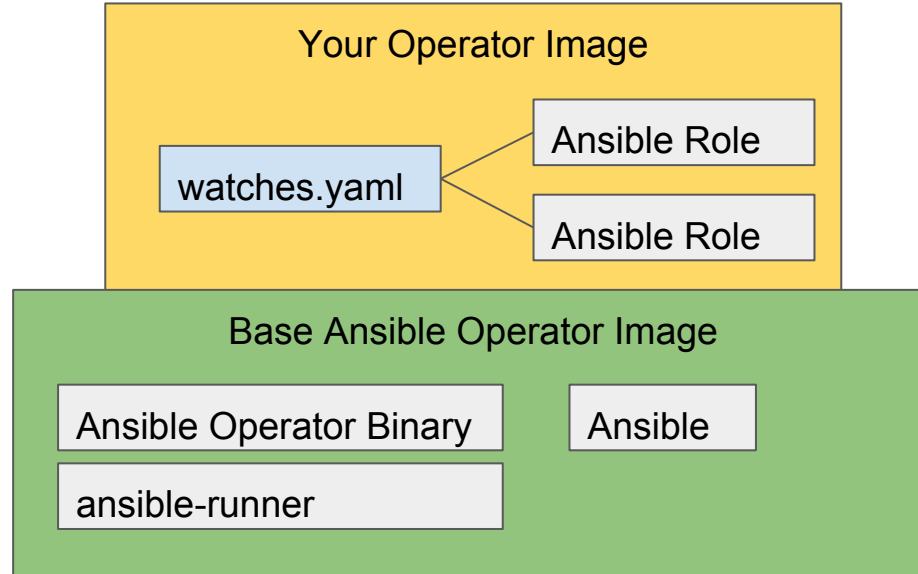 Your Operator Image
Ansible Role
watches.yaml
Ansible Role
Base Ansible Operator Image
Ansible Operator Binary
Ansible
ansible-runner